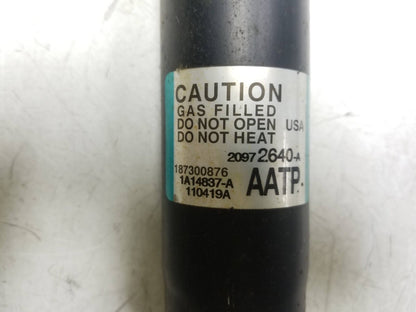 CAUTION
GAS FILLED
DO NOT OPEN USA
DO NOT HEAT
20972640-A
187300876
1A14837-A AATP-
110419A